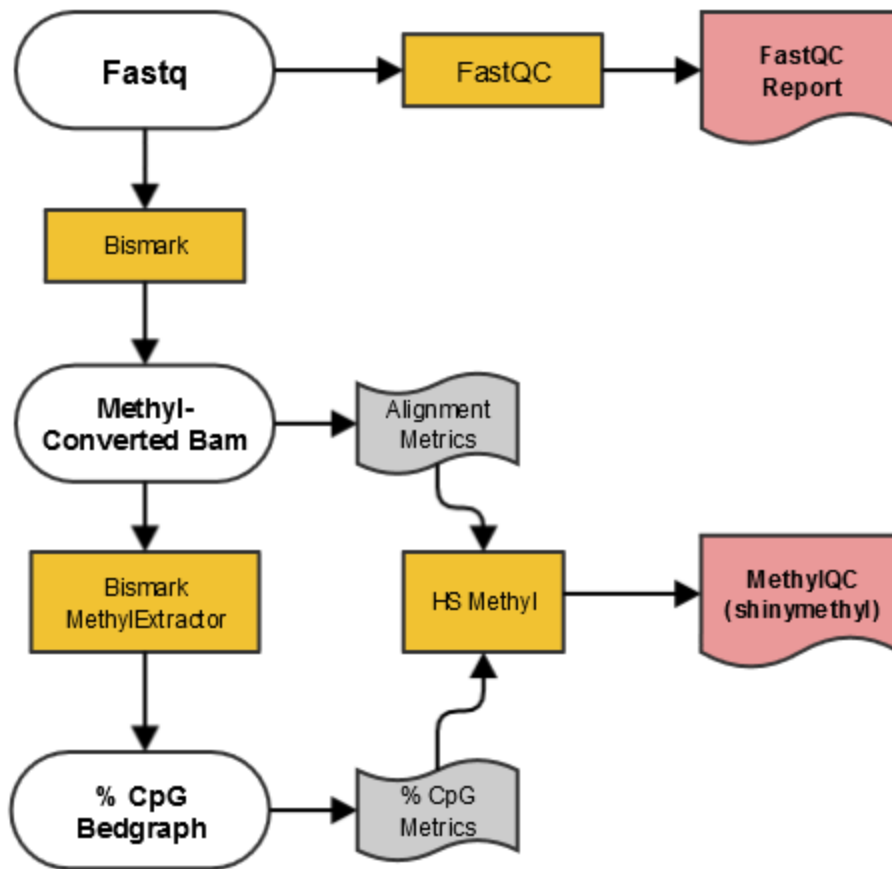 Fastq
FastQC
FastQC
Report
Bismark
Methyl-
Converted Bam
Alignment
Metrics
Bismark
MethylExtractor
HS Methyl
MethylQC
(shinymethyl)
% CpG
Bedgraph
% CpG
Metrics